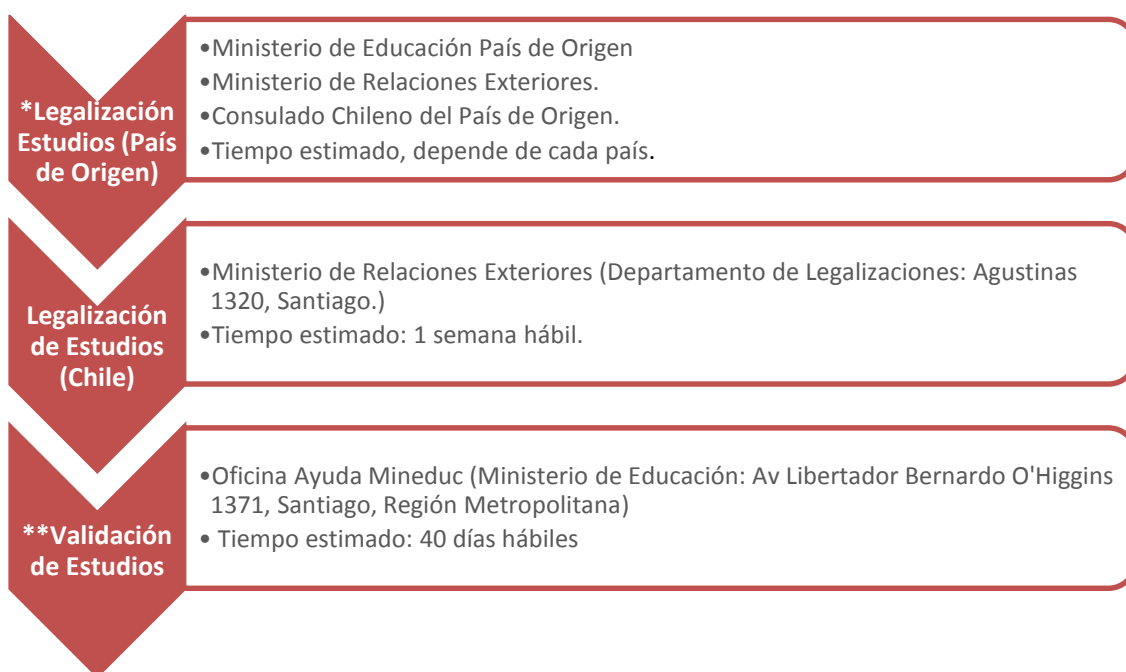 *Legalización
Estudios (País
de Origen)
•Ministerio de Educación País de Origen
•Ministerio de Relaciones Exteriores.
•Consulado Chileno del País de Origen.
•Tiempo estimado, depende de cada país.
Legalización
de Estudios
(Chile)
•Ministerio de Relaciones Exteriores (Departamento de Legalizaciones: Agustinas
1320, Santiago.)
•Tiempo estimado: 1 semana hábil.
**Validación
de Estudios
•Oficina Ayuda Mineduc (Ministerio de Educación: Av Libertador Bernardo O'Higgins
1371, Santiago, Región Metropolitana)
• Tiempo estimado: 40 días hábiles